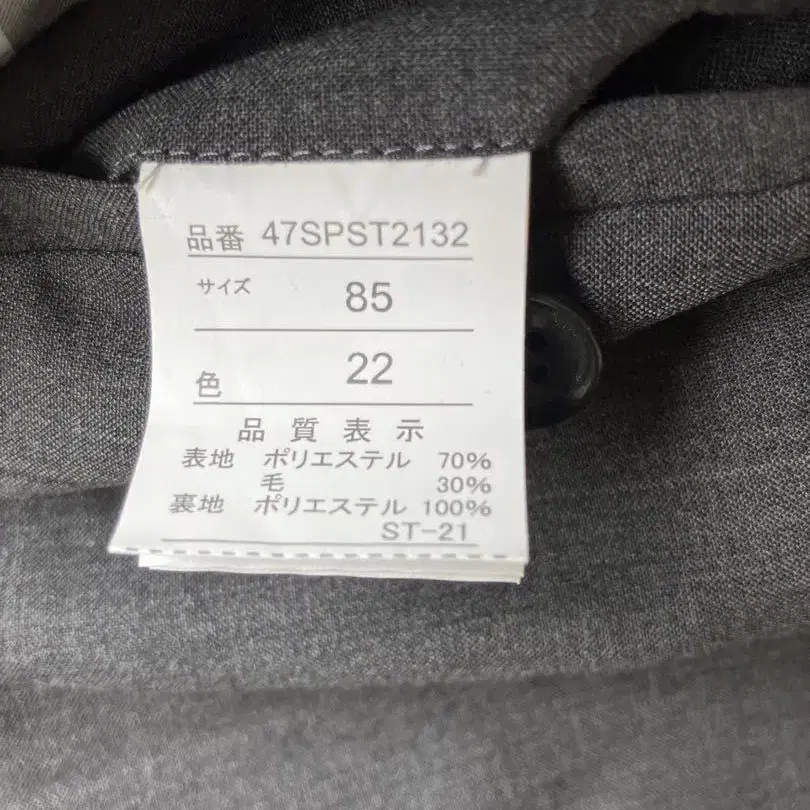 品番 47SPST2132
サイズ 85
色 22
品質表示
表地 ポリエステル 70%
毛 30%
裏地 ポリエステル 100%
ST-21